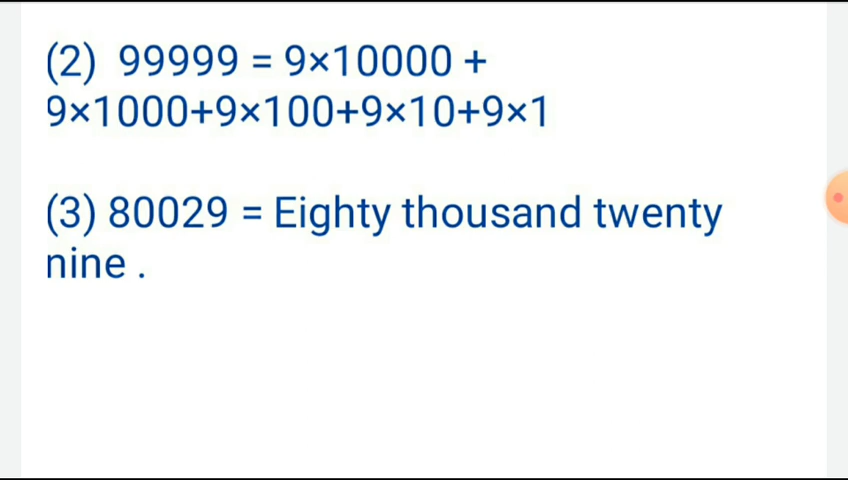 (2) 99999 = 9×10000 +
9×1000+9×100+9×10+9×1
(3) 80029 = Eighty thousand twenty
nine .